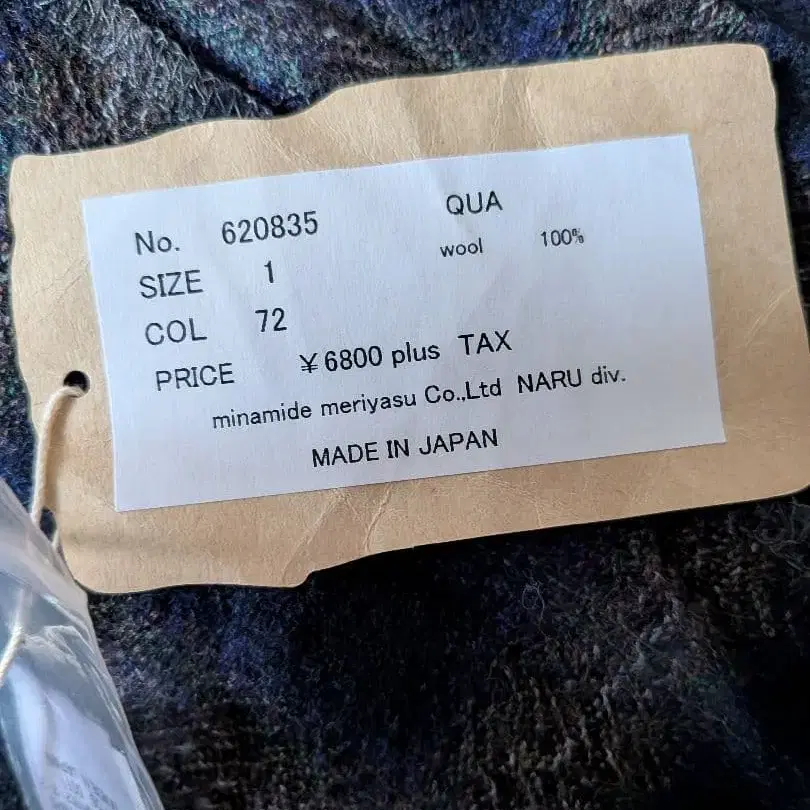 No. 620835 QUA
SIZE 1 wool 100%
COL 72
PRICE ¥6800 plus TAX
minamide meriyasu Co.,Ltd NARU div.
MADE IN JAPAN